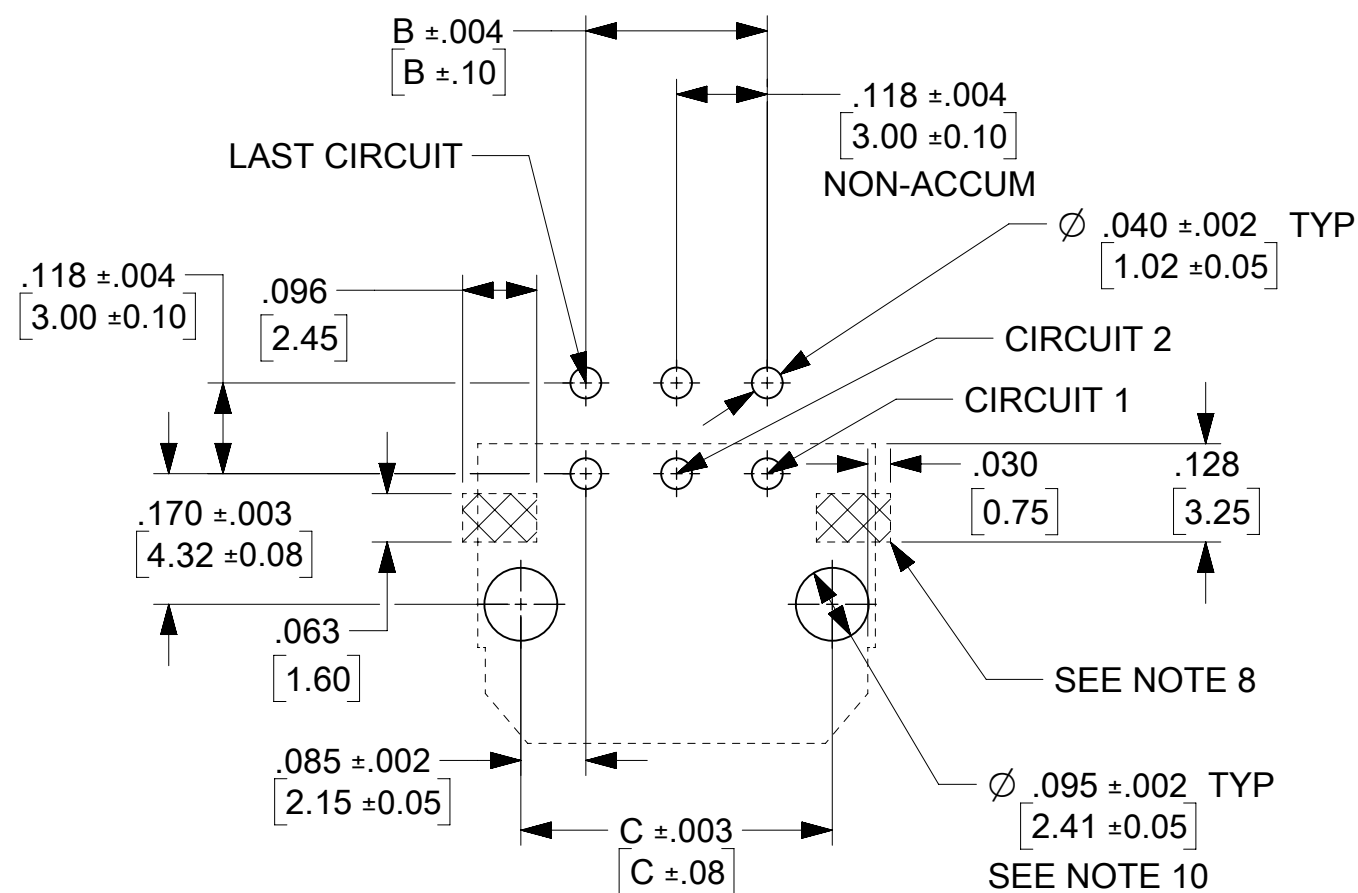 B ±.004
[B ±.10]
.118 ±.004
[3.00 ±0.10]
NON-ACCUM
LAST CIRCUIT
⌀ .040 ±.002 TYP
[1.02 ±0.05]
.118 ±.004
[3.00 ±0.10]
.096
[2.45]
CIRCUIT 2
CIRCUIT 1
.030
[0.75]
.128
[3.25]
.170 ±.003
[4.32 ±0.08]
.063
[1.60]
SEE NOTE 8
.085 ±.002
[2.15 ±0.05]
⌀ .095 ±.002 TYP
[2.41 ±0.05]
SEE NOTE 10
C ±.003
[C ±.08]